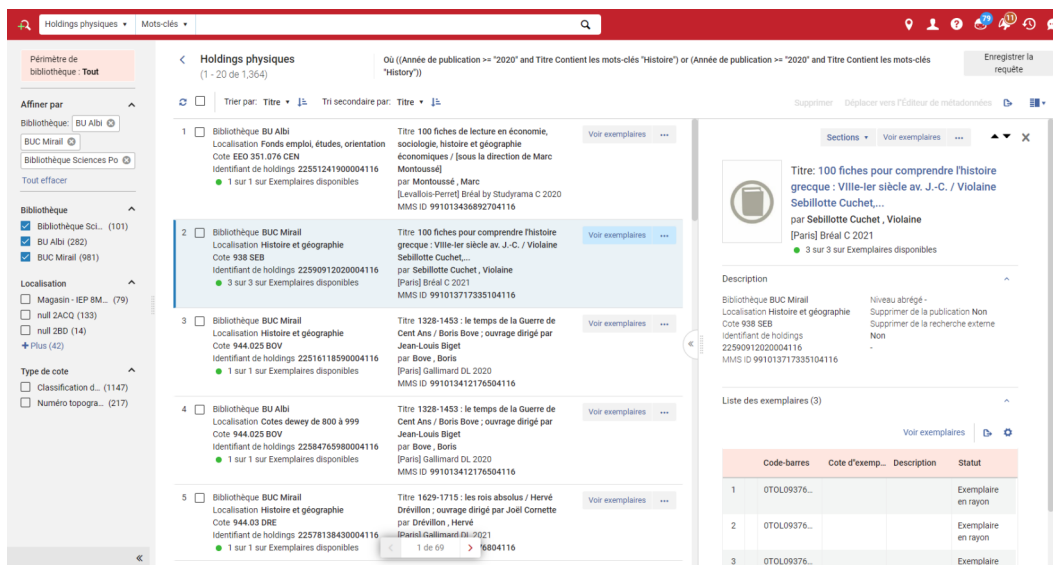 Holdings physiques
Mots-clés
79
11
Périmètre de
bibliothèque : Tout
Affiner par
Bibliothèque: BU Albi
BUC Mirail
Bibliothèque Sciences Po
Tout effacer
Bibliothèque
Bibliothèque Sci... (101)
BU Albi (282)
BUC Mirail (981)
Localisation
Magasin - IEP 8M... (79)
null 2ACQ (133)
null 2BD (14)
+Plus (42)
Type de cote
Classification d... (1147)
Numéro topogra... (217)
Holdings physiques
(1 - 20 de 1,364)
Où ((Année de publication >= "2020" and Titre Contient les mots-clés "Histoire") or (Année de publication >= "2020" and Titre Contient les mots-clés
"History"))
Enregistrer la
requête
Trier par: Titre
Tri secondaire par: Titre
Supprimer
Déplacer vers l'Éditeur de métadonnées
1
Bibliothèque BU Albi
Localisation Fonds emploi, études, orientation
Cote EEO 351.076 CEN
Identifiant de holdings 22551241900004116
1 sur 1 sur Exemplaires disponibles
Titre 100 fiches de lecture en économie,
sociologie, histoire et géographie
économiques / [sous la direction de Marc
Montoussé]
par Montoussé , Marc
[Levallois-Perret] Bréal by Studyrama C 2020
MMS ID 991013436892704116
Voir exemplaires
2
Bibliothèque BUC Mirail
Localisation Histoire et géographie
Cote 938 SEB
Identifiant de holdings 22590912020004116
3 sur 3 sur Exemplaires disponibles
Titre 100 fiches pour comprendre l'histoire
grecque : VIIIe-Ier siècle av. J.-C. / Violaine
Sebillotte Cuchet,...
par Sebillotte Cuchet , Violaine
[Paris] Bréal C 2021
MMS ID 991013717335104116
Voir exemplaires
3
Bibliothèque BUC Mirail
Localisation Histoire et géographie
Cote 944.025 BOV
Identifiant de holdings 22516118590004116
1 sur 1 sur Exemplaires disponibles
Titre 1328-1453 : le temps de la Guerre de
Cent Ans / Boris Bove ; ouvrage dirigé par
Jean-Louis Biget
par Bove , Boris
[Paris] Gallimard DL 2020
MMS ID 991013412176504116
Voir exemplaires
4
Bibliothèque BU Albi
Localisation Cotes dewey de 800 à 999
Cote 944.025 BOV
Identifiant de holdings 22584765980004116
1 sur 1 sur Exemplaires disponibles
Titre 1328-1453 : le temps de la Guerre de
Cent Ans / Boris Bove ; ouvrage dirigé par
Jean-Louis Biget
par Bove , Boris
[Paris] Gallimard DL 2020
MMS ID 991013412176504116
Voir exemplaires
5
Bibliothèque BUC Mirail
Localisation Histoire et géographie
Cote 944.03 DRE
Identifiant de holdings 22578138430004116
1 sur 1 sur Exemplaires disponibles
Titre 1629-1715 : les rois absolus / Hervé
Drévillon ; ouvrage dirigé par Joël Cornette
par Drévillon , Hervé
[Paris] Gallimard DL 2021
6804116
Voir exemplaires
1 de 69
Sections
Voir exemplaires
Titre: 100 fiches pour comprendre l'histoire
grecque : VIIIe-Ier siècle av. J.-C. / Violaine
Sebillotte Cuchet,...
par Sebillotte Cuchet , Violaine
[Paris] Bréal C 2021
3 sur 3 sur Exemplaires disponibles
Description
Bibliothèque BUC Mirail
Localisation Histoire et géographie
Cote 938 SEB
Identifiant de holdings
22590912020004116
MMS ID 991013717335104116
Niveau abrégé -
Supprimer de la publication Non
Supprimer de la recherche externe
Non
-
Liste des exemplaires (3)
Voir exemplaires
Code-barres Cote d'exemp... Description Statut
1 0TOL09376... Exemplaire
en rayon
2 0TOL09376... Exemplaire
en rayon
3 0TOL09376... Exemplaire